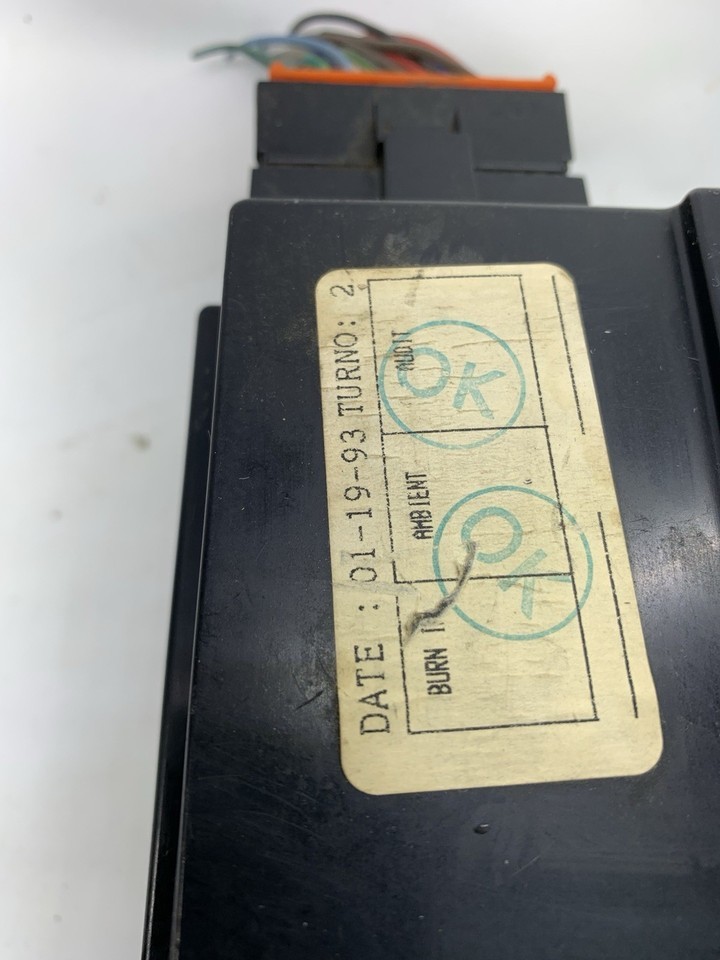 DATE : 01-19-93 TURNO: 2
BURN I
AMBIENT
OK
AUDIT
OK